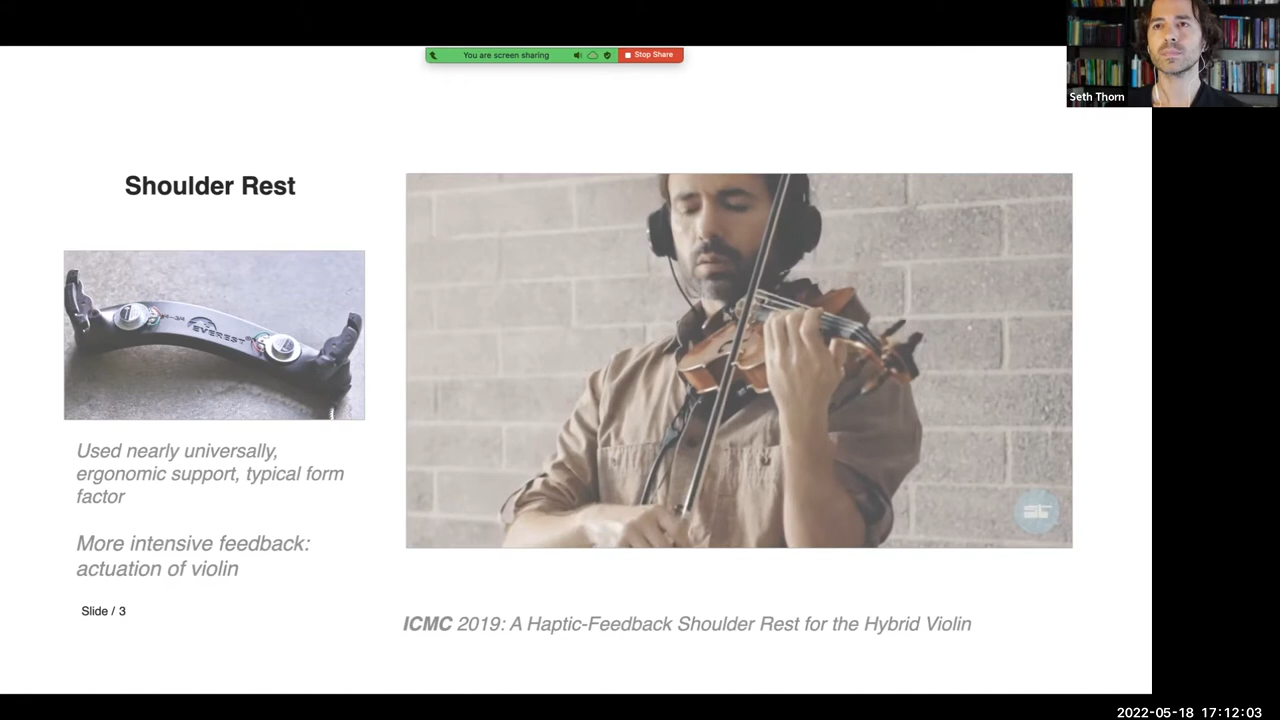 You are screen sharing
Stop Share
Seth Thorn
Shoulder Rest
EVEREST
Used nearly universally,
ergonomic support, typical form
factor
More intensive feedback:
actuation of violin
Slide / 3
ICMC 2019: A Haptic-Feedback Shoulder Rest for the Hybrid Violin
2022-05-18 17:12:03